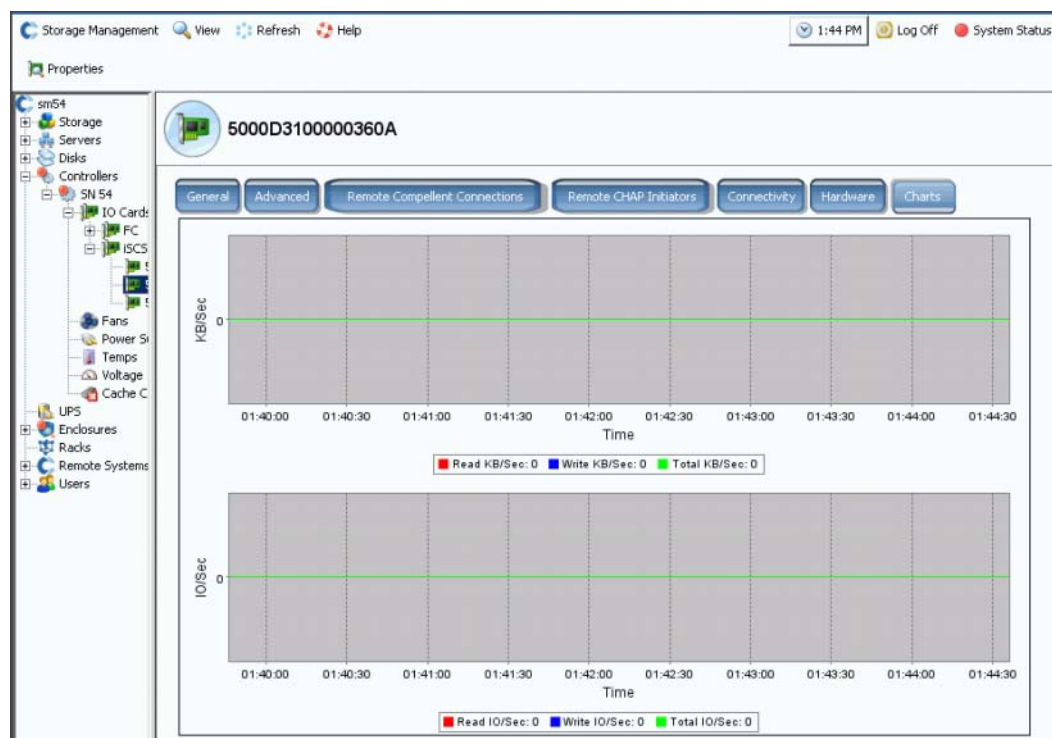 Storage Management View Refresh Help 1:44 PM Log Off System Status
Properties
sm54
Storage
Servers
Disks
Controllers
SN 54
IO Cards
FC
iSCS
5
5
5
Fans
Power S
Temps
Voltage
Cache C
UPS
Enclosures
Racks
Remote Systems
Users
5000D3100000360A
General Advanced Remote Compellent Connections Remote CHAP Initiators Connectivity Hardware Charts
KB/Sec
0
01:40:00 01:40:30 01:41:00 01:41:30 01:42:00 01:42:30 01:43:00 01:43:30 01:44:00 01:44:30
Time
Read KB/Sec: 0 Write KB/Sec: 0 Total KB/Sec: 0
IO/Sec
0
01:40:00 01:40:30 01:41:00 01:41:30 01:42:00 01:42:30 01:43:00 01:43:30 01:44:00 01:44:30
Time
Read IO/Sec: 0 Write IO/Sec: 0 Total IO/Sec: 0